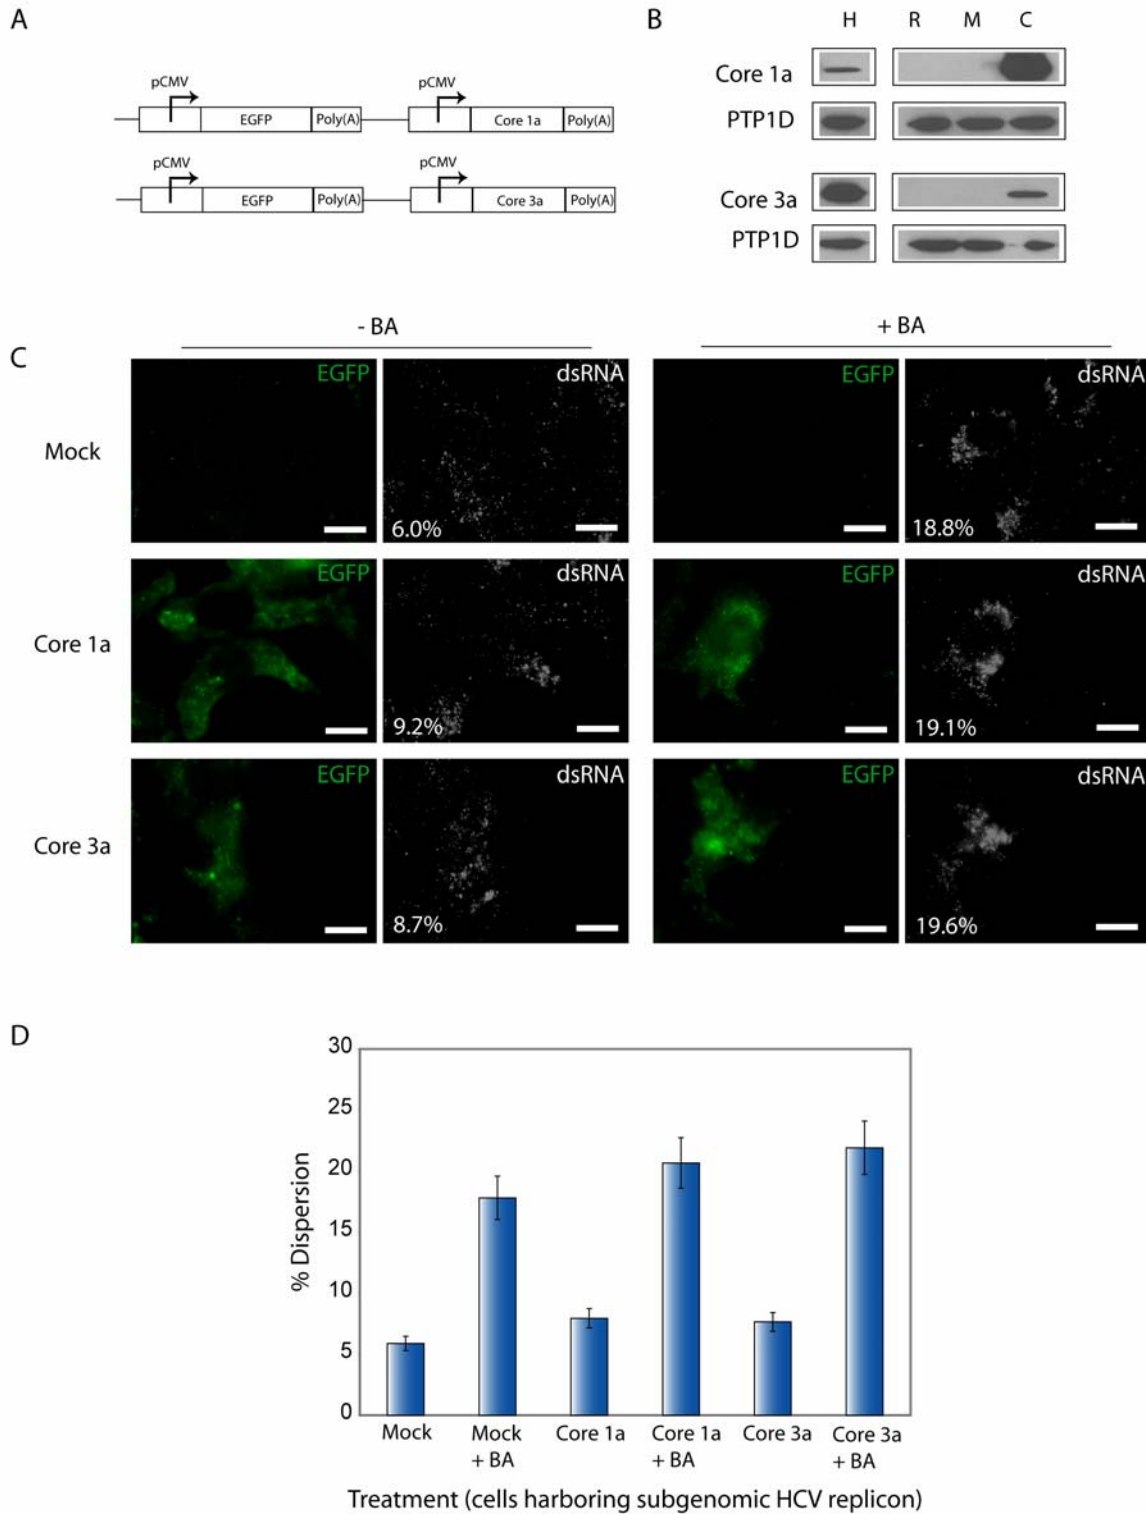 A
pCMV
pCMV
EGFP
Poly(A)
Core 1a
Poly(A)
pCMV
pCMV
EGFP
Poly(A)
Core 3a
Poly(A)
B
H R M C
Core 1a
PTP1D
Core 3a
PTP1D
C
- BA
+ BA
EGFP
dsRNA
EGFP
dsRNA
Mock
6.0%
18.8%
EGFP
dsRNA
EGFP
dsRNA
Core 1a
9.2%
19.1%
EGFP
dsRNA
EGFP
dsRNA
Core 3a
8.7%
19.6%
D
% Dispersion
30
25
20
15
10
5
0
Mock
Mock
+ BA
Core 1a
Core 1a
+ BA
Core 3a
Core 3a
+ BA
Treatment (cells harboring subgenomic HCV replicon)